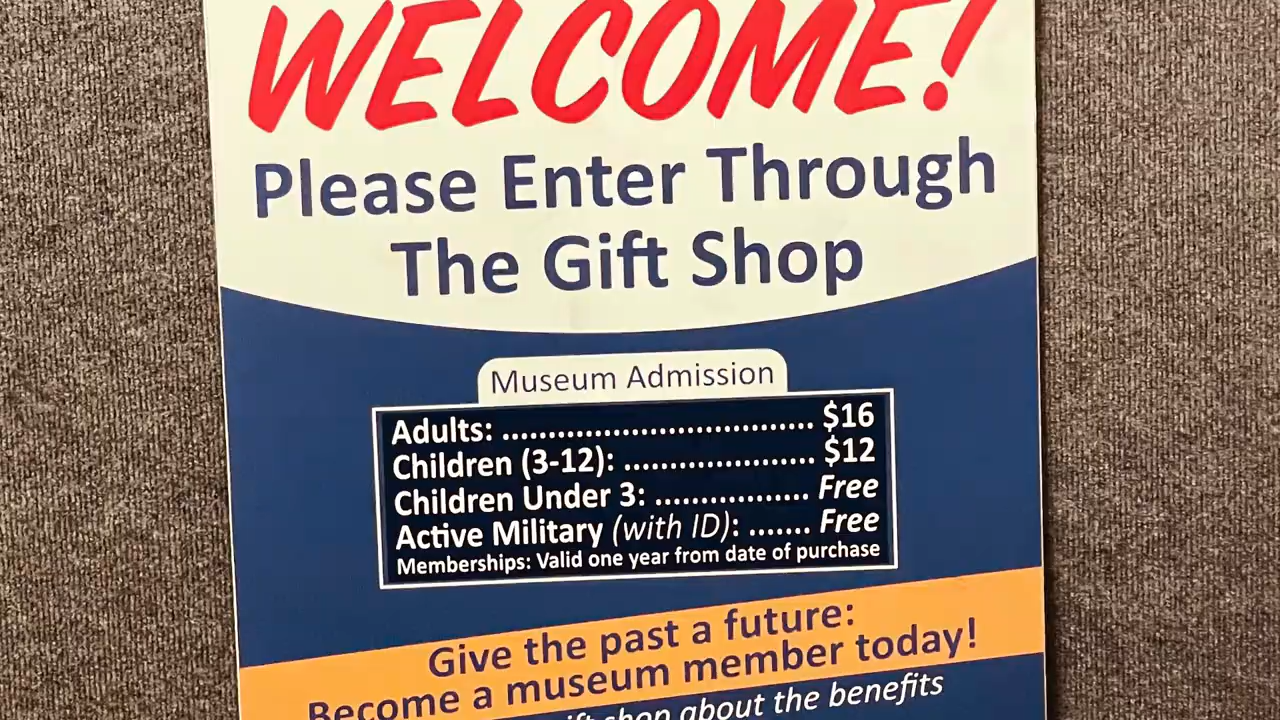 WELCOME!
Please Enter Through
The Gift Shop
Museum Admission
Adults: .................................. $16
Children (3-12): ..................... $12
Children Under 3: ................. Free
Active Military (with ID): ....... Free
Memberships: Valid one year from date of purchase
Give the past a future:
Become a museum member today!
shop about the benefits